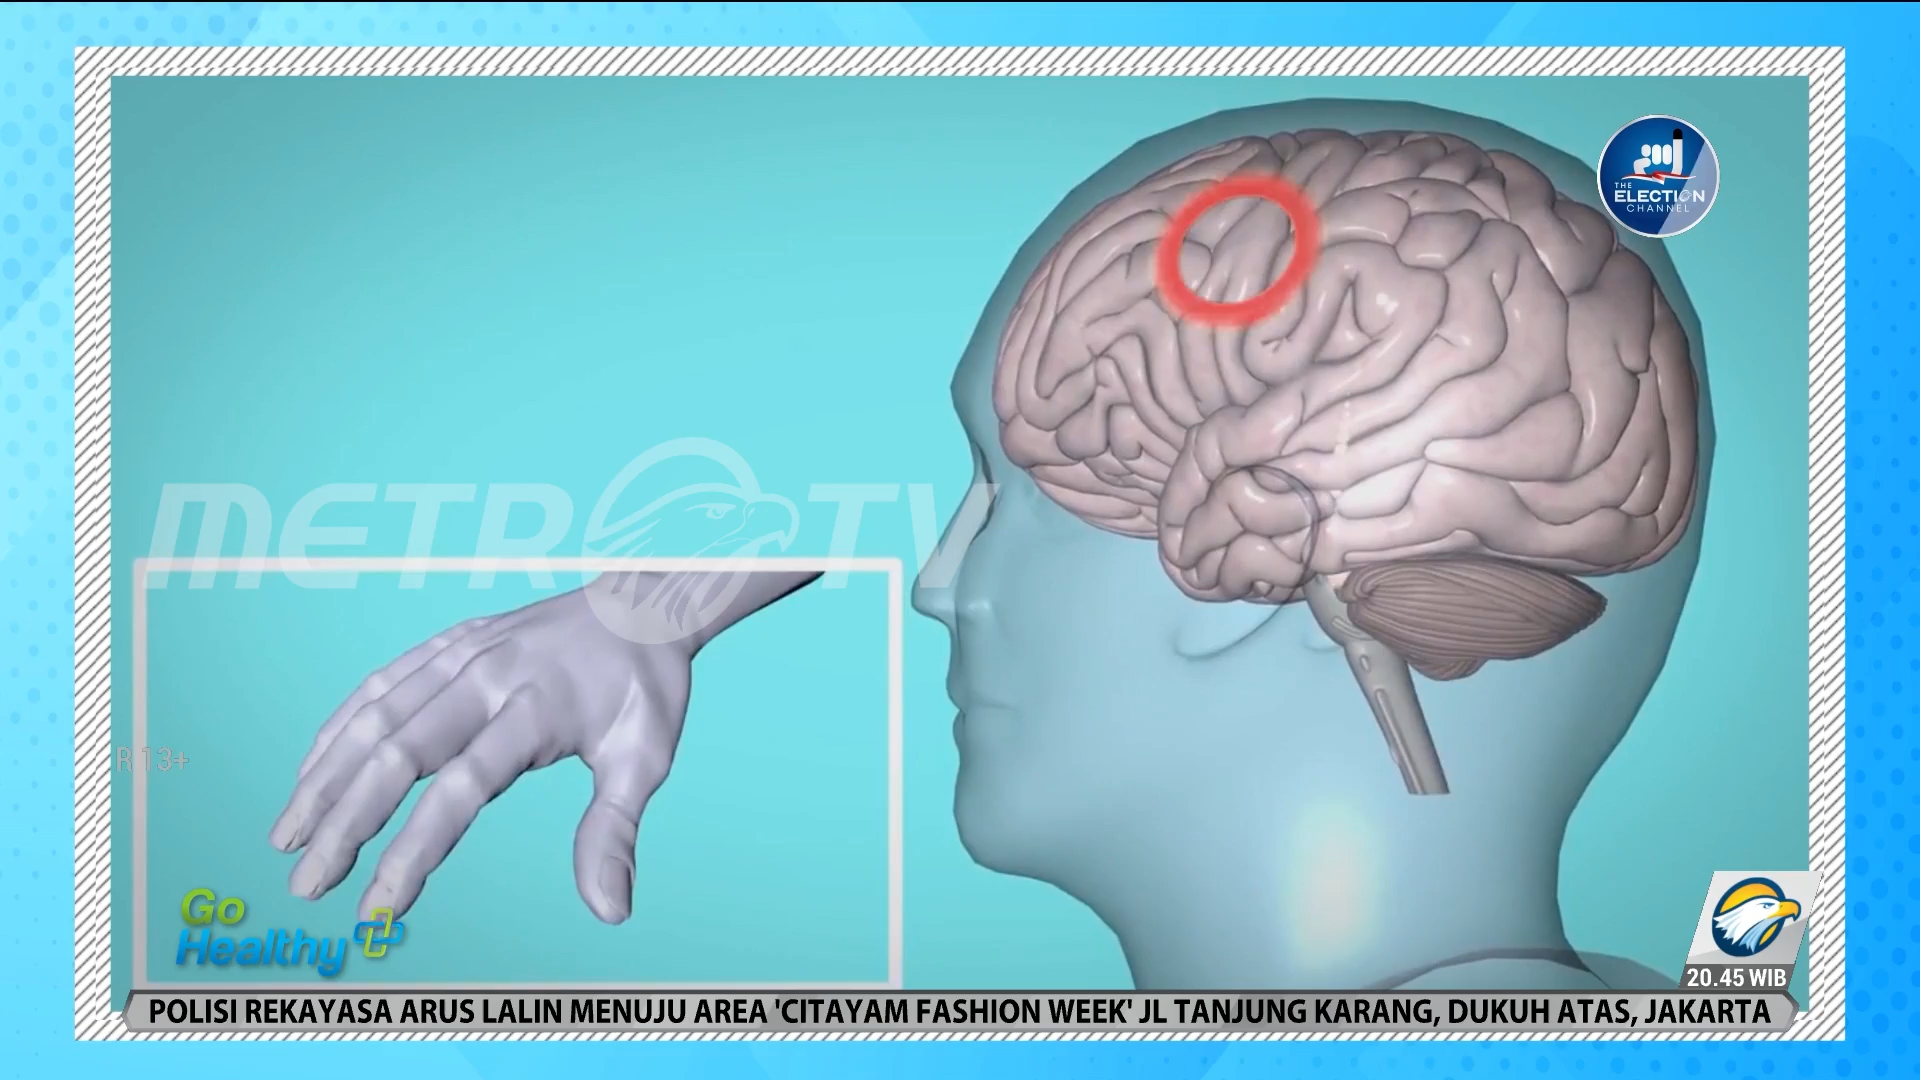 THE
ELECTION
CHANNEL
METRO TV
R 13+
Go
Healthy
20.45 WIB
POLISI REKAYASA ARUS LALIN MENUJU AREA 'CITAYAM FASHION WEEK' JL TANJUNG KARANG, DUKUH ATAS, JAKARTA